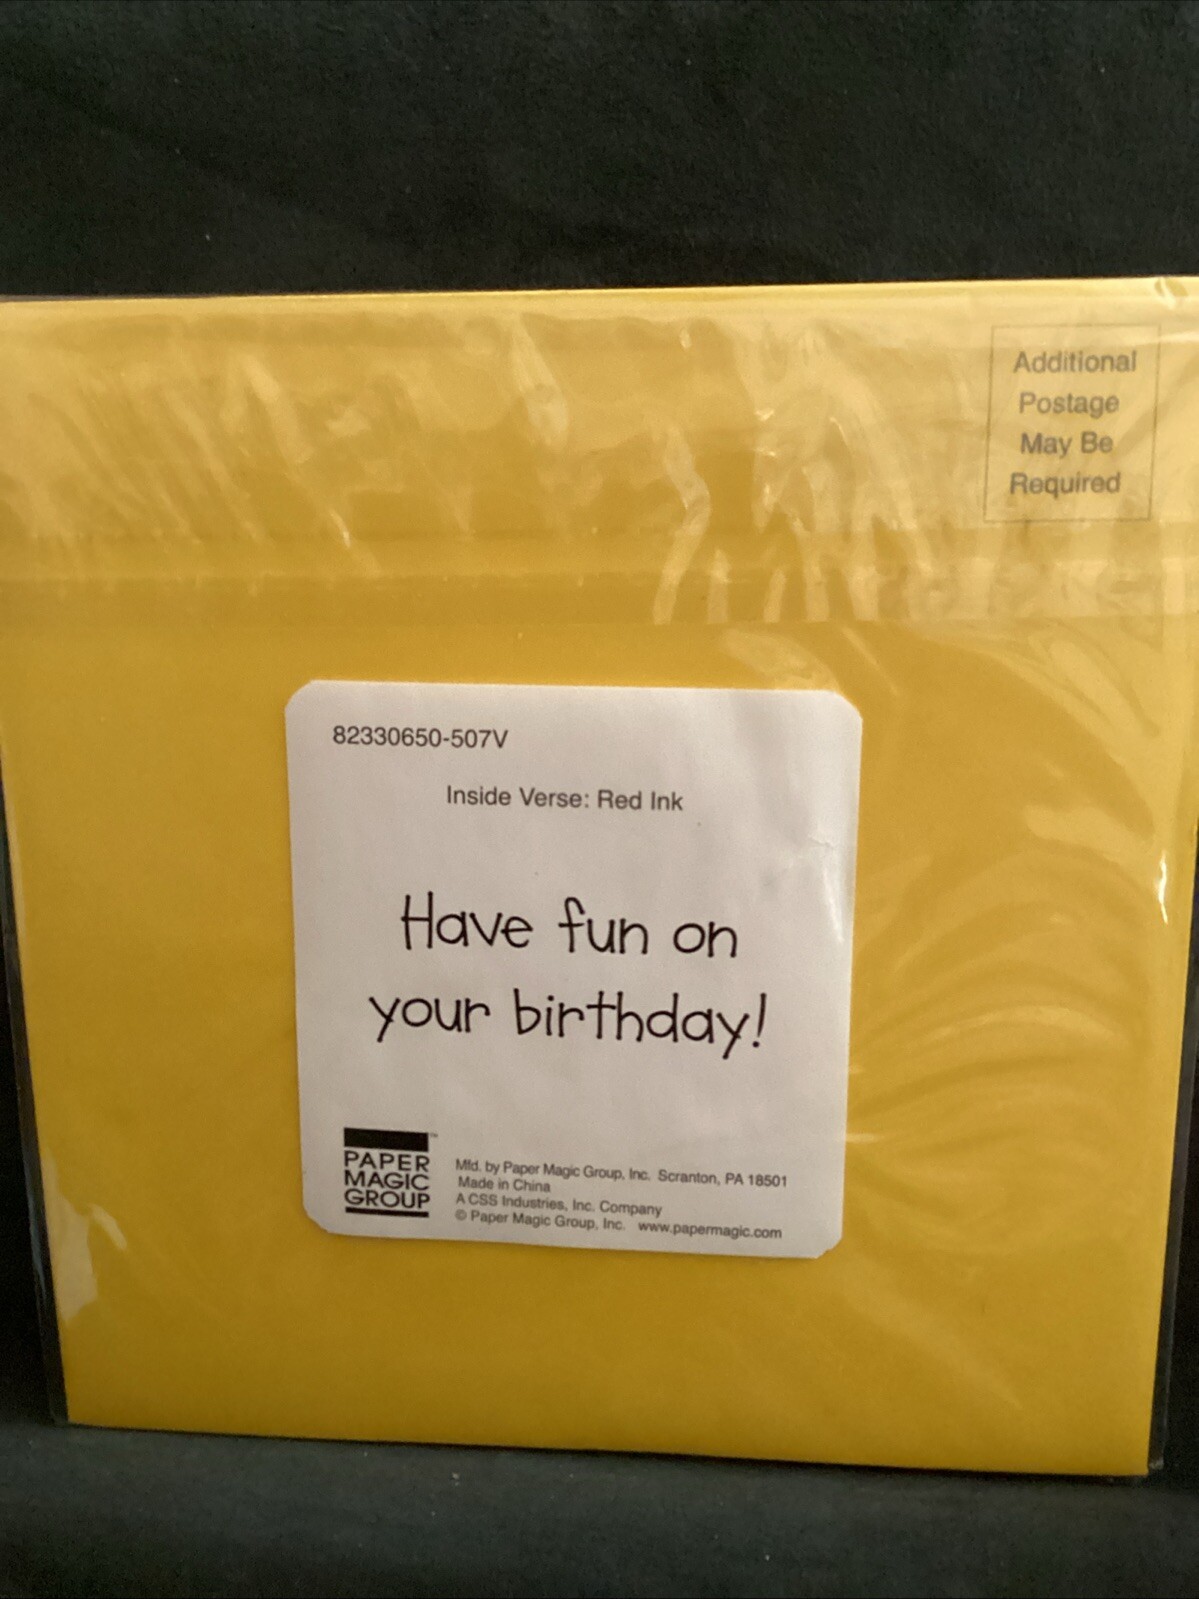 Additional
Postage
May Be
Required
82330650-507V
Inside Verse: Red Ink
Have fun on
your birthday!
PAPER
MAGIC
GROUP
™
Mfd. by Paper Magic Group, Inc. Scranton, PA 18501
Made in China
A CSS Industries, Inc. Company
© Paper Magic Group, Inc. www.papermagic.com